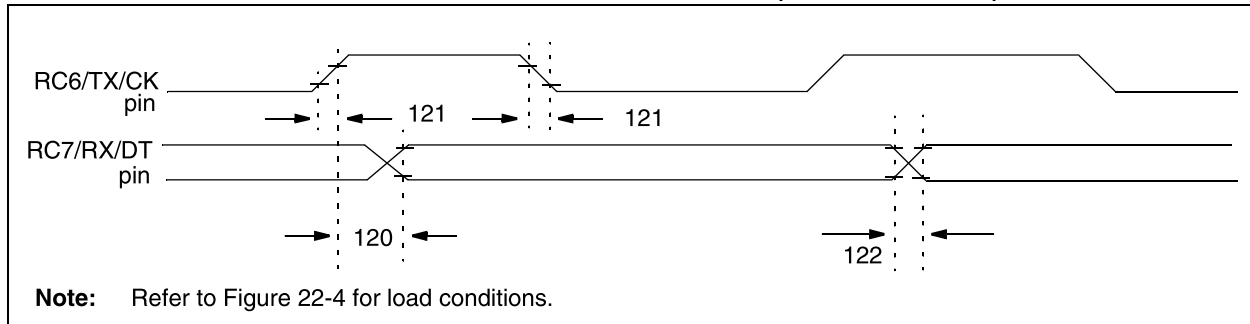 RC6/TX/CK
pin
121
121
RC7/RX/DT
pin
120
122
Note: Refer to Figure 22-4 for load conditions.